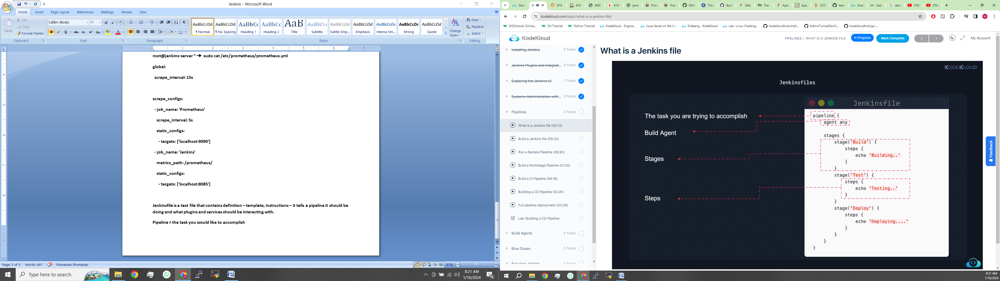 Jenkins - Microsoft Word
Home Insert Page Layout References Mailings Review View
Cut
Copy
Format Painter
Paste
Clipboard
Calibri (Body) 11
Font
Paragraph
AaBbCcDd AaBbCcDd AaBbCc AaBbCc AaB AaBbCc. AaBbCcDd AaBbCcDd AaBbCcDd AaBbCcDc AaBbCcDd
¶ Normal ¶ No Spacing Heading 1 Heading 2 Title Subtitle Subtle Emp... Emphasis Intense Em... Strong Quote
Change Styles
Styles
Find
Replace
Select
Editing
root@jenkins-server ~ ➜ sudo cat /etc/prometheus/prometheus.yml
global:
scrape_interval: 15s
scrape_configs:
- job_name: 'Prometheus'
scrape_interval: 5s
static_configs:
- targets: ['localhost:9090']
- job_name: 'Jenkins'
metrics_path: /prometheus/
static_configs:
- targets: ['localhost:8085']
Jenkinsfile is a text file that contains definition – template, instructions – it tells a pipeline it should be
doing and what plugins and services should be interacting with.
Pipeline = the task you would like to accomplish
Page: 3 of 3 Words: 641 Romanian (Romania) 97%
Type here to search
8:21 AM
1/16/2024
16
kodekloud.com/topic/what-is-a-jenkins-file/
W3Schools Online... Git Tutorial Python Tutorial KodeKloud - Engine... Issue faced on the V... Shebang - KodeKloud Lab- Linux Challeng... kodekloudhub/shell... AdminTurnedDevO... kodekloudhub/go-...
KodeKloud
PIPELINES > WHAT IS A JENKINS FILE In Progress Mark Complete < > My Account
Installing Jenkins 6 Topics
Jenkins Plugins and Integrati... 8 Topics
Exploring the Jenkins UI 7 Topics
Systems Administration with... 9 Topics
Pipelines 8 Topics
What is a Jenkins file (05:12)
Build a Jenkins file (05:22)
Run a Sample Pipeline (08:20)
Build a Multistage Pipeline (01:32)
Build a CI Pipeline (04:18)
Building a CD Pipeline (02:41)
Full pipeline deployment (03:29)
Lab: Building a CD Pipeline
Build Agents 6 Topics
Blue Ocean 5 Topics
Securing Jenkins 5 Topics
What is a Jenkins file
KODEKLOUD
Jenkinsfiles
The task you are trying to accomplish
Build Agent
Stages
Steps
Jenkinsfile
pipeline {
agent any
stages {
stage('Build') {
steps {
echo 'Building..'
}
}
stage('Test') {
steps {
echo 'Testing..'
}
}
stage('Deploy') {
steps {
echo 'Deploying....'
}
}
}
}
Feedback
8:21 AM
1/16/2024